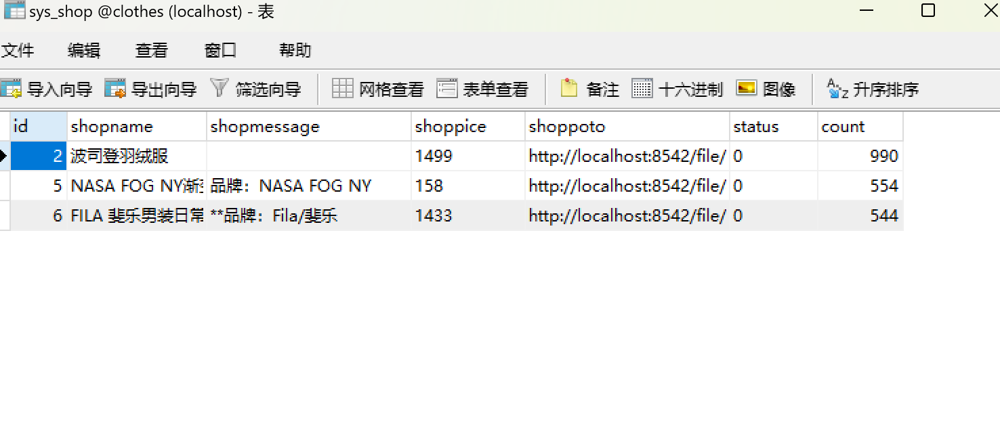 sys_shop @clothes (localhost) - 表
文件 编辑 查看 窗口 帮助
导入向导 导出向导 筛选向导 网格查看 表单查看 备注 十六进制 图像 升序排序
id shopname shopmessage shoppice shoppoto status count
2 波司登羽绒服 1499 http://localhost:8542/file/ 0 990
5 NASA FOG NY渐 品牌：NASA FOG NY 158 http://localhost:8542/file/ 0 554
6 FILA 斐乐男装日常 **品牌：Fila/斐乐 1433 http://localhost:8542/file/ 0 544